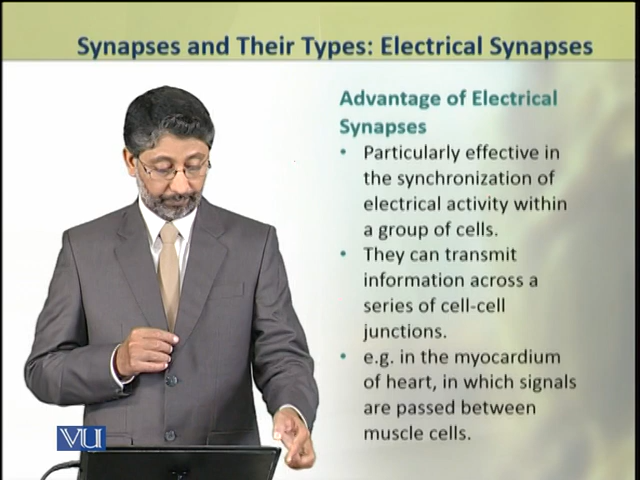 Synapses and Their Types: Electrical Synapses
Advantage of Electrical
Synapses
• Particularly effective in
the synchronization of
electrical activity within
a group of cells.
• They can transmit
information across a
series of cell-cell
junctions.
• e.g. in the myocardium
of heart, in which signals
are passed between
muscle cells.
VU